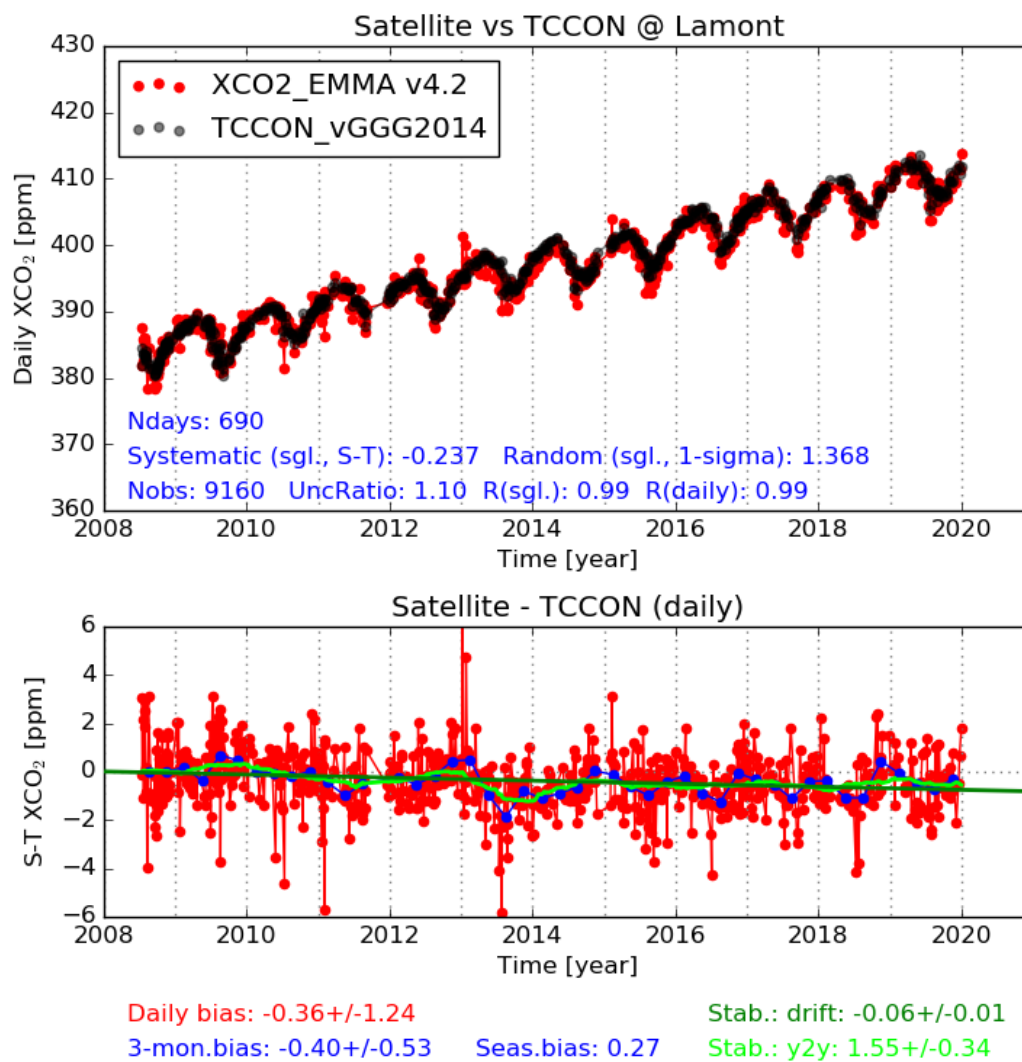 Satellite vs TCCON @ Lamont
430
420
410
400
390
380
370
360
Daily XCO₂ [ppm]
XCO2_EMMA v4.2
TCCON_vGGG2014
Ndays: 690
Systematic (sgl., S-T): -0.237 Random (sgl., 1-sigma): 1.368
Nobs: 9160 UncRatio: 1.10 R(sgl.): 0.99 R(daily): 0.99
2008 2010 2012 2014 2016 2018 2020
Time [year]
Satellite - TCCON (daily)
6
4
2
0
−2
−4
−6
S-T XCO₂ [ppm]
2008 2010 2012 2014 2016 2018 2020
Time [year]
Daily bias: -0.36+/-1.24 Stab.: drift: -0.06+/-0.01
3-mon.bias: -0.40+/-0.53 Seas.bias: 0.27 Stab.: y2y: 1.55+/-0.34